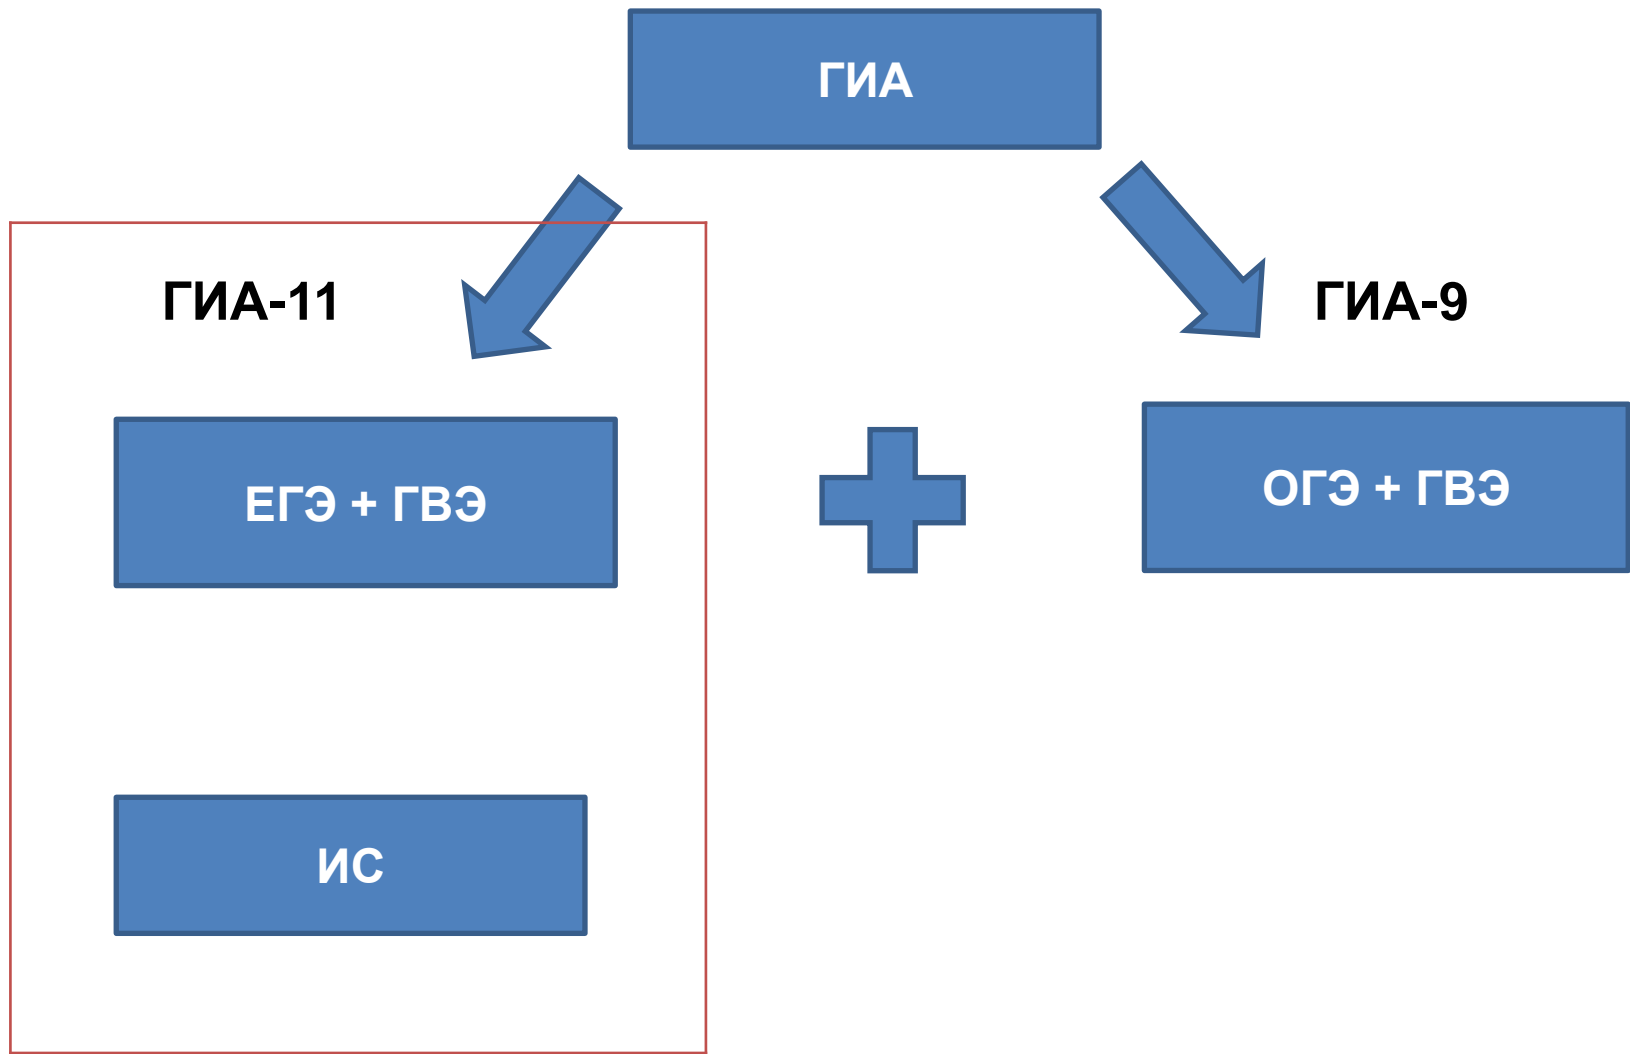 ГИА
ГИА-11
ГИА-9
ЕГЭ + ГВЭ
ОГЭ + ГВЭ
ИС